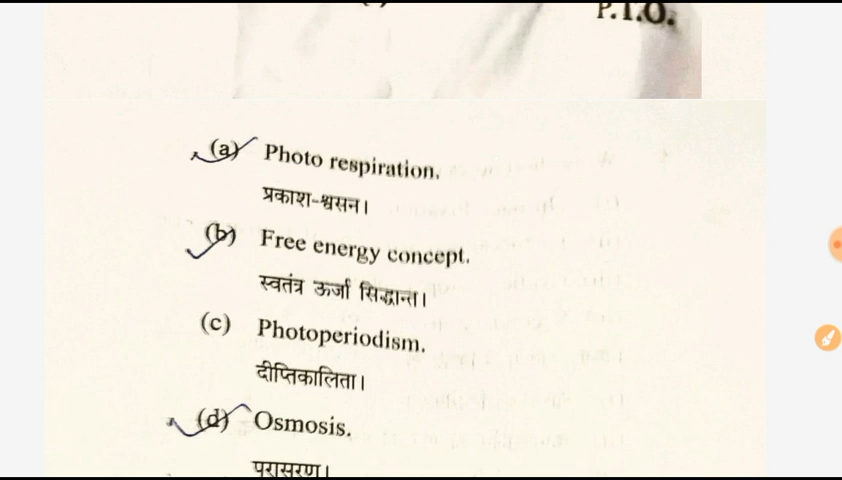 P.T.O.
(a) Photo respiration.
प्रकाश-श्वसन।
(b) Free energy concept.
स्वतंत्र ऊर्जा सिद्धान्त।
(c) Photoperiodism.
दीप्तिकालिता।
(d) Osmosis.
परासरण।